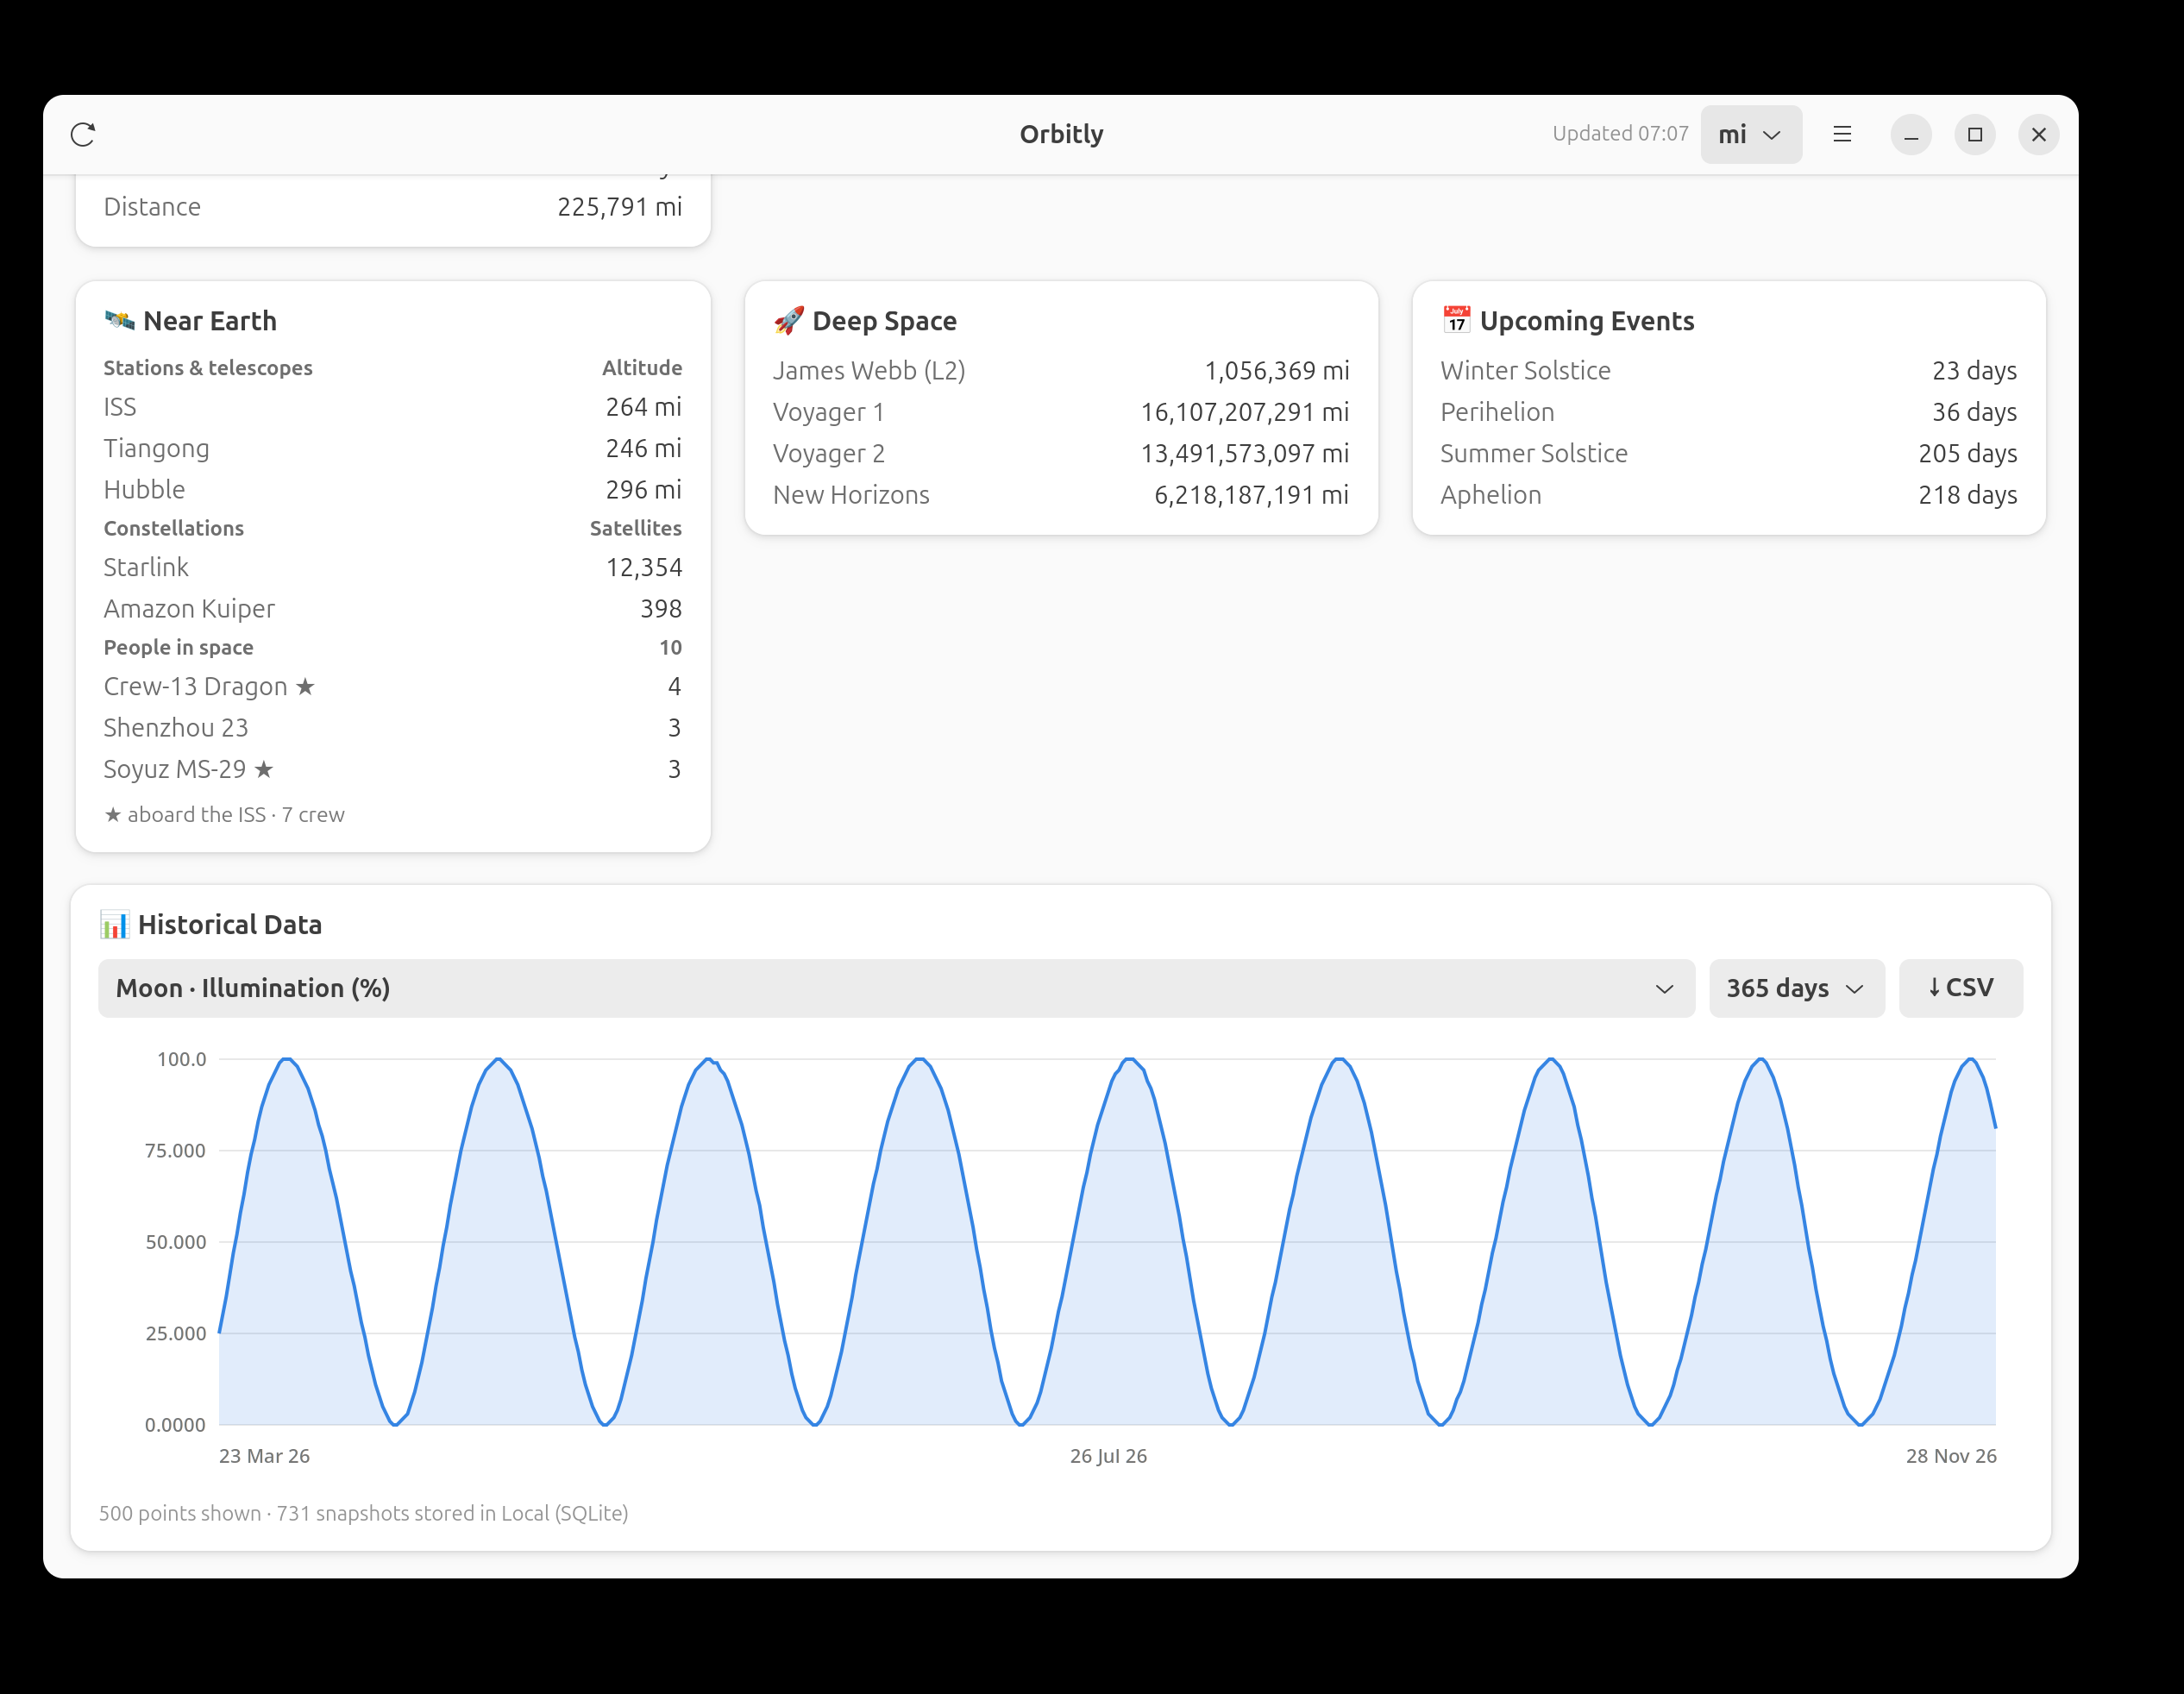 Orbitly
Updated 07:07
mi
Distance 225,791 mi
Near Earth
Stations & telescopes Altitude
ISS 264 mi
Tiangong 246 mi
Hubble 296 mi
Constellations Satellites
Starlink 12,354
Amazon Kuiper 398
People in space 10
Crew-13 Dragon ★ 4
Shenzhou 23 3
Soyuz MS-29 ★ 3
★ aboard the ISS · 7 crew
Deep Space
James Webb (L2) 1,056,369 mi
Voyager 1 16,107,207,291 mi
Voyager 2 13,491,573,097 mi
New Horizons 6,218,187,191 mi
July
17
Upcoming Events
Winter Solstice 23 days
Perihelion 36 days
Summer Solstice 205 days
Aphelion 218 days
Historical Data
Moon · Illumination (%)
365 days
↓ CSV
100.0
75.000
50.000
25.000
0.0000
23 Mar 26 26 Jul 26 28 Nov 26
500 points shown · 731 snapshots stored in Local (SQLite)